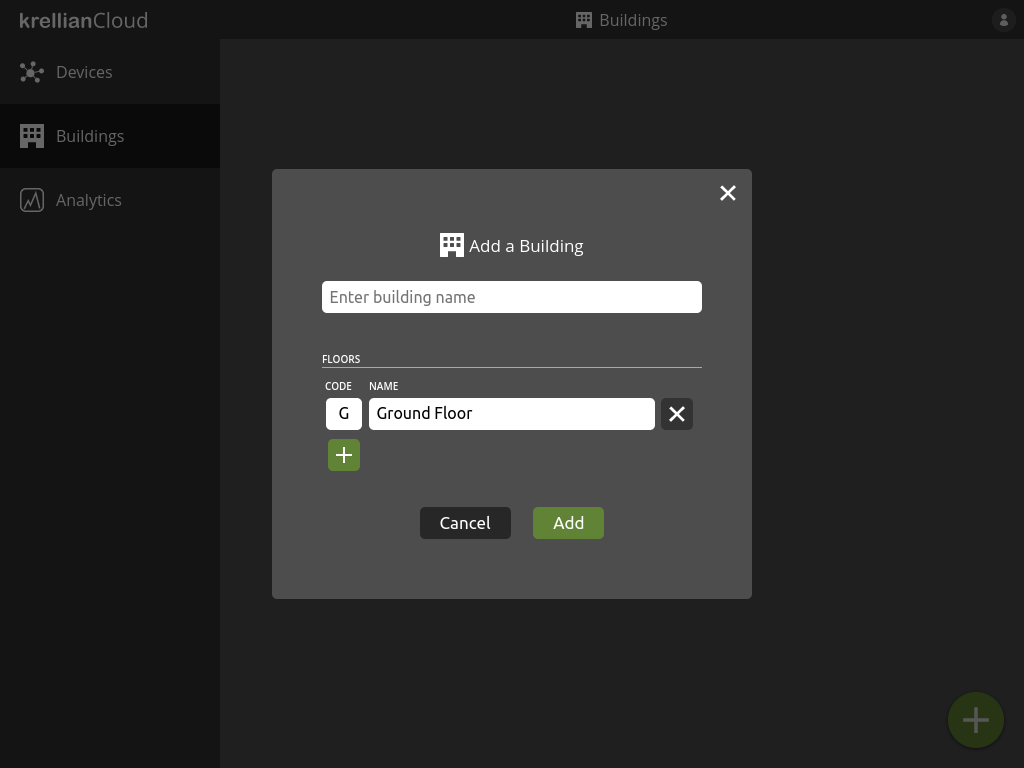 krellianCloud
Buildings
Devices
Buildings
Analytics
Add a Building
Enter building name
FLOORS
CODE NAME
G Ground Floor
Cancel Add